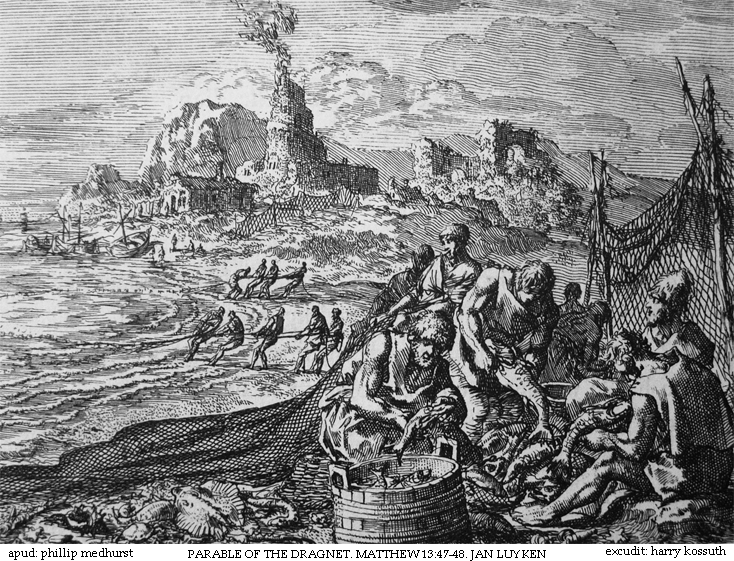 apud: phillip medhurst PARABLE OF THE DRAGNET. MATTHEW 13:47-48. JAN LUYKEN excudit: harry kossuth